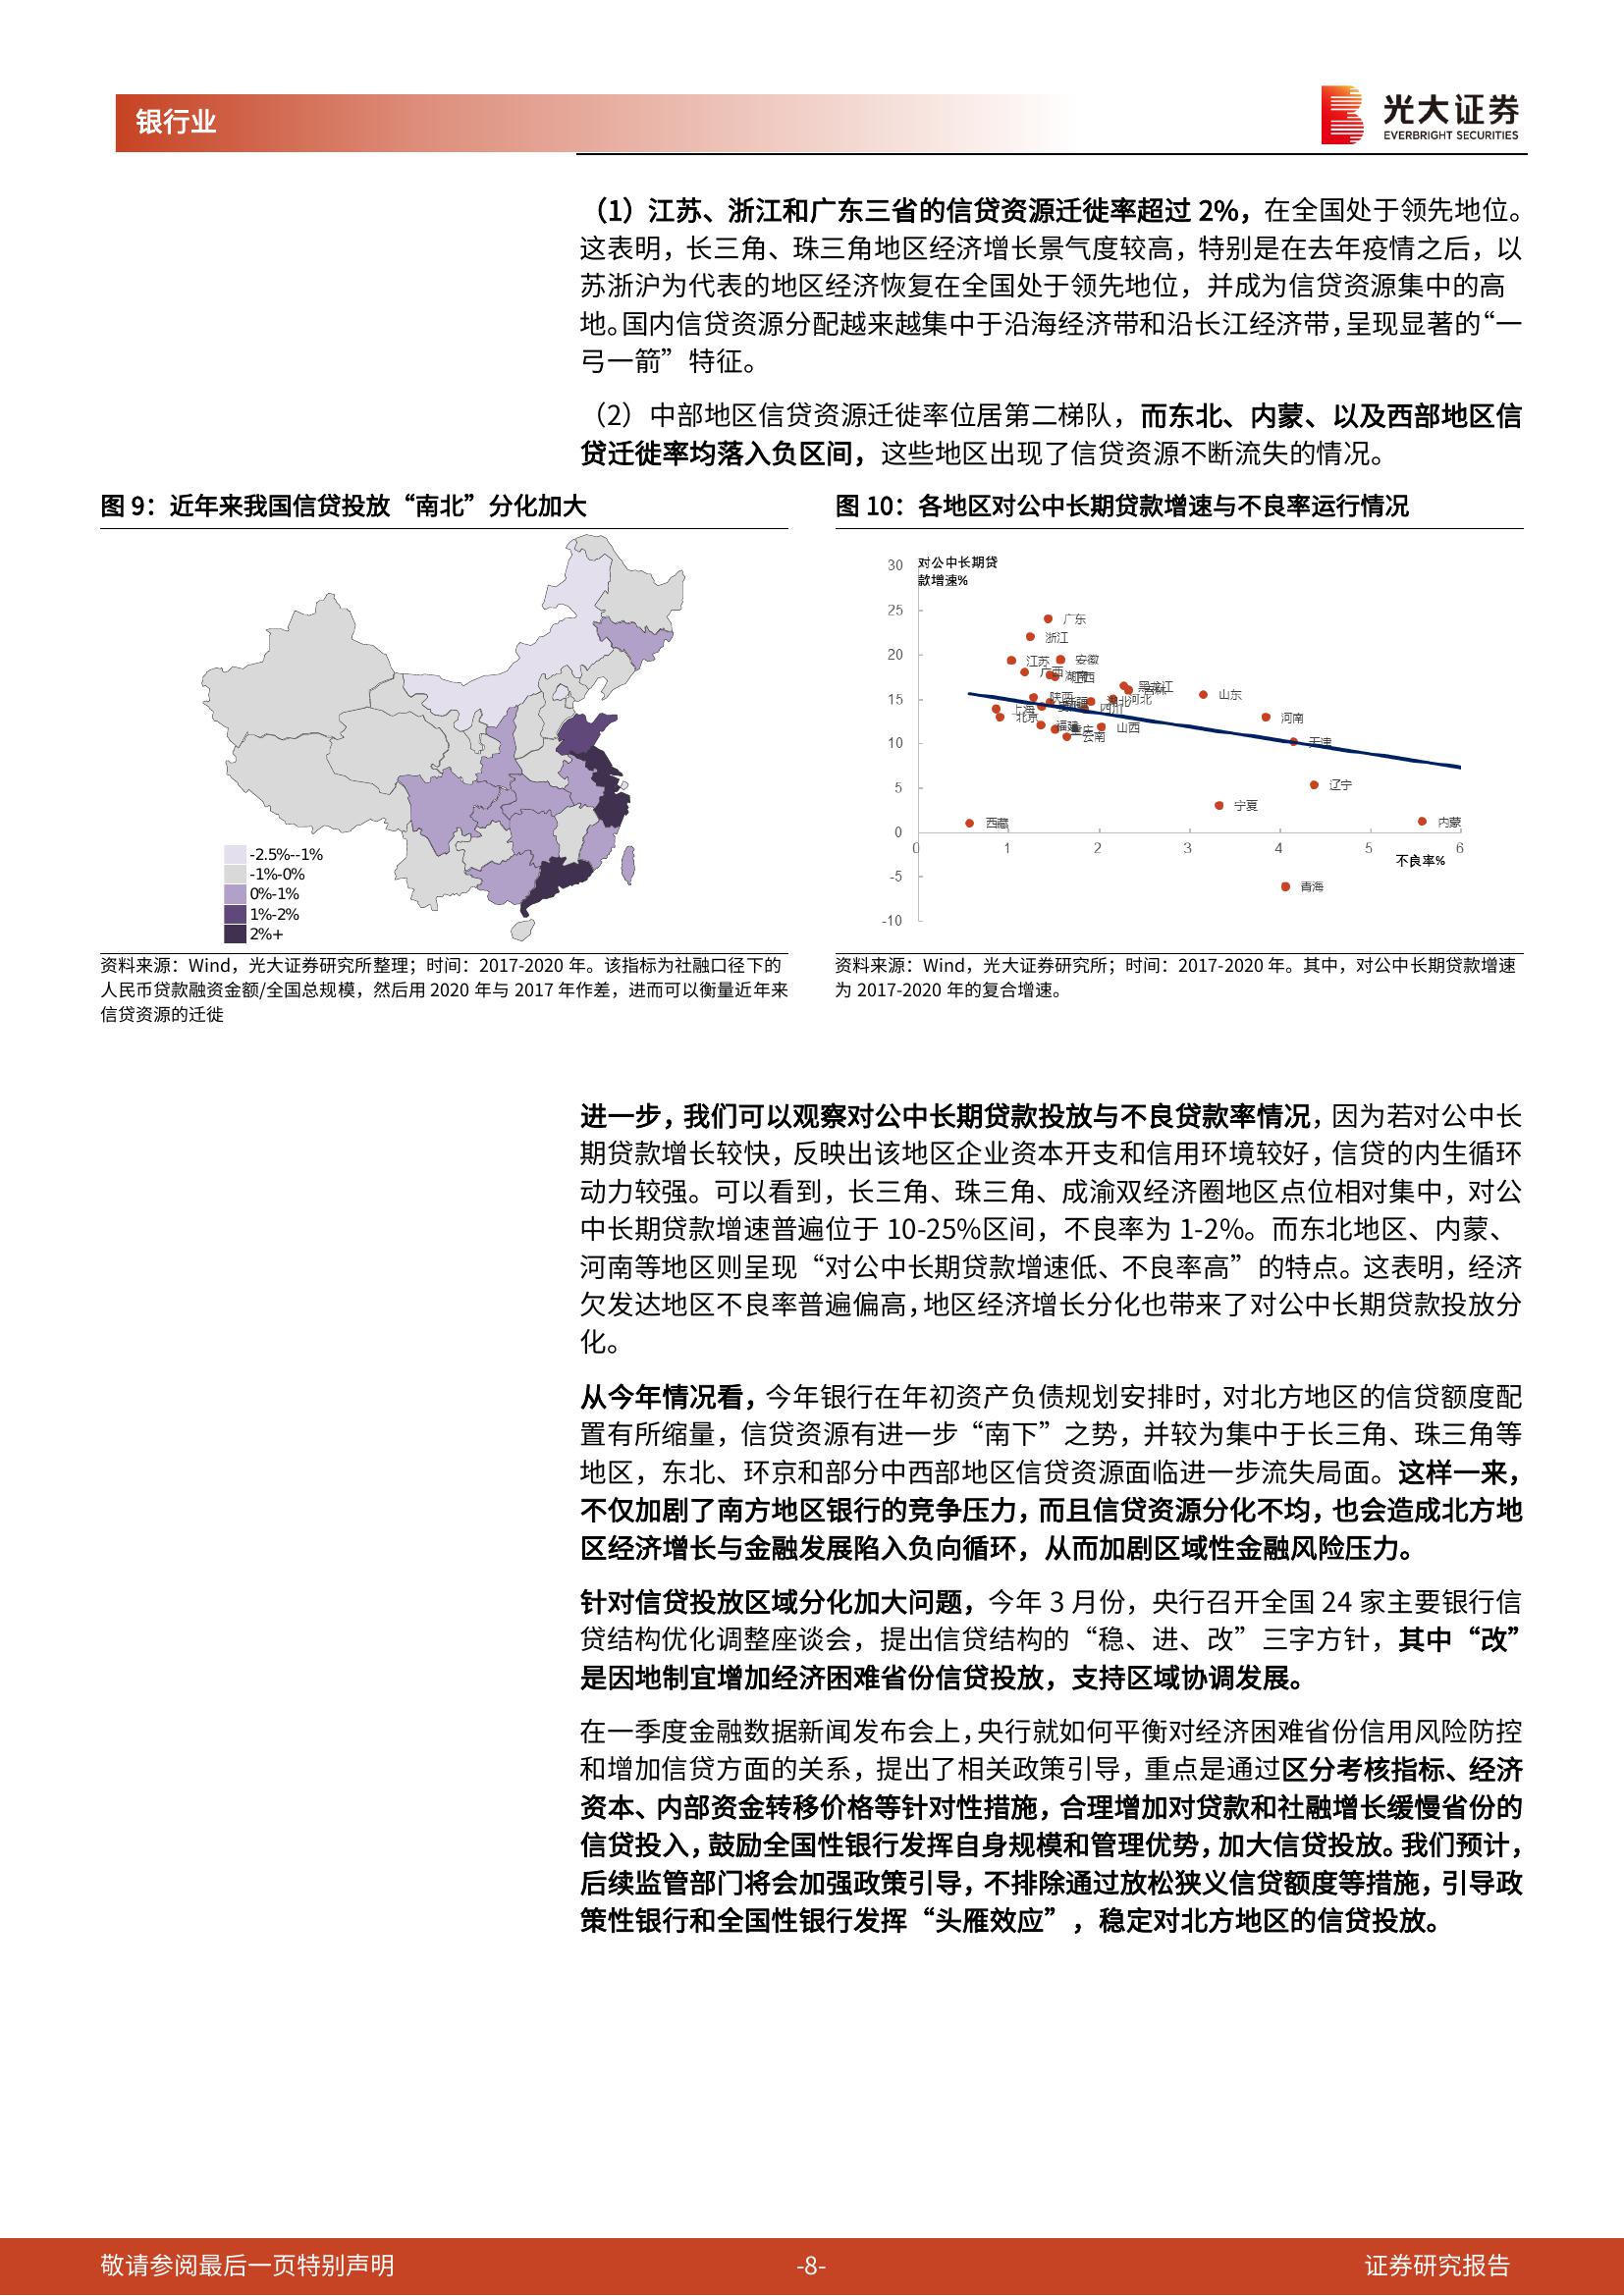 银行业
光大证券
EVERBRIGHT SECURITIES
（1）江苏、浙江和广东三省的信贷资源迁徙率超过 2%，在全国处于领先地位。
这表明，长三角、珠三角地区经济增长景气度较高，特别是在去年疫情之后，以
苏浙沪为代表的地区经济恢复在全国处于领先地位，并成为信贷资源集中的高
地。国内信贷资源分配越来越集中于沿海经济带和沿长江经济带，呈现显著的“一
弓一箭”特征。
（2）中部地区信贷资源迁徙率位居第二梯队，而东北、内蒙、以及西部地区信
贷迁徙率均落入负区间，这些地区出现了信贷资源不断流失的情况。
图 9：近年来我国信贷投放“南北”分化加大
-2.5%--1%
-1%-0%
0%-1%
1%-2%
2%+
资料来源：Wind，光大证券研究所整理；时间：2017-2020 年。该指标为社融口径下的
人民币贷款融资金额/全国总规模，然后用 2020 年与 2017 年作差，进而可以衡量近年来
信贷资源的迁徙
图 10：各地区对公中长期贷款增速与不良率运行情况
对公中长期贷
款增速%
30
25
20
15
10
5
0
-5
-10
广东
浙江
江苏
安徽
广西
湖南
江西
黑龙江
吉林
山东
陕西
湖北
河北
四川
上海
北京
河南
福建
重庆
山西
云南
天津
辽宁
宁夏
西藏
内蒙
青海
0
1
2
3
4
5
6
不良率%
资料来源：Wind，光大证券研究所；时间：2017-2020 年。其中，对公中长期贷款增速
为 2017-2020 年的复合增速。
进一步，我们可以观察对公中长期贷款投放与不良贷款率情况，因为若对公中长
期贷款增长较快，反映出该地区企业资本开支和信用环境较好，信贷的内生循环
动力较强。可以看到，长三角、珠三角、成渝双经济圈地区点位相对集中，对公
中长期贷款增速普遍位于 10-25%区间，不良率为 1-2%。而东北地区、内蒙、
河南等地区则呈现“对公中长期贷款增速低、不良率高”的特点。这表明，经济
欠发达地区不良率普遍偏高，地区经济增长分化也带来了对公中长期贷款投放分
化。
从今年情况看，今年银行在年初资产负债规划安排时，对北方地区的信贷额度配
置有所缩量，信贷资源有进一步“南下”之势，并较为集中于长三角、珠三角等
地区，东北、环京和部分中西部地区信贷资源面临进一步流失局面。这样一来，
不仅加剧了南方地区银行的竞争压力，而且信贷资源分化不均，也会造成北方地
区经济增长与金融发展陷入负向循环，从而加剧区域性金融风险压力。
针对信贷投放区域分化加大问题，今年 3 月份，央行召开全国 24 家主要银行信
贷结构优化调整座谈会，提出信贷结构的“稳、进、改”三字方针，其中“改”
是因地制宜增加经济困难省份信贷投放，支持区域协调发展。
在一季度金融数据新闻发布会上，央行就如何平衡对经济困难省份信用风险防控
和增加信贷方面的关系，提出了相关政策引导，重点是通过区分考核指标、经济
资本、内部资金转移价格等针对性措施，合理增加对贷款和社融增长缓慢省份的
信贷投入，鼓励全国性银行发挥自身规模和管理优势，加大信贷投放。我们预计，
后续监管部门将会加强政策引导，不排除通过放松狭义信贷额度等措施，引导政
策性银行和全国性银行发挥“头雁效应”，稳定对北方地区的信贷投放。
敬请参阅最后一页特别声明
-8-
证券研究报告